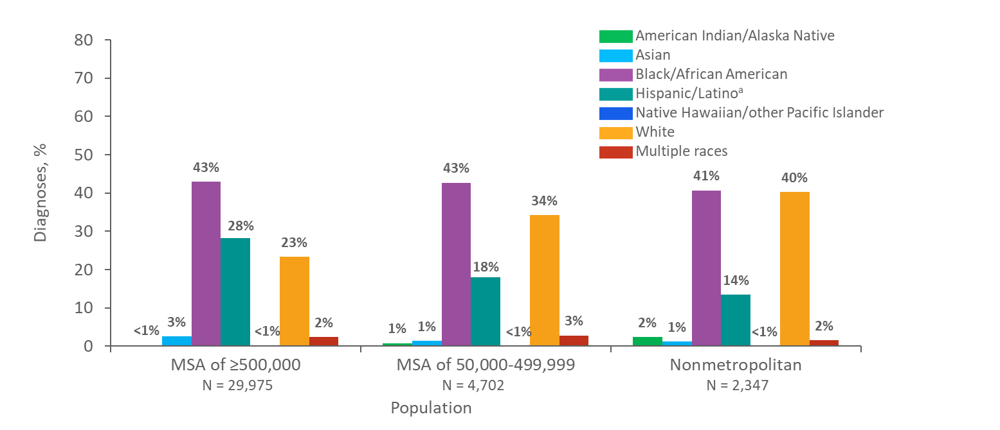 American Indian/Alaska Native
Asian
Black/African American
Hispanic/Latinoᵃ
Native Hawaiian/other Pacific Islander
White
Multiple races
Diagnoses, %
80
70
60
50
40
30
20
10
0
<1%
3%
43%
28%
<1%
23%
2%
1%
1%
43%
18%
<1%
34%
3%
2%
1%
41%
14%
<1%
40%
2%
MSA of ≥500,000
N = 29,975
MSA of 50,000-499,999
N = 4,702
Nonmetropolitan
N = 2,347
Population